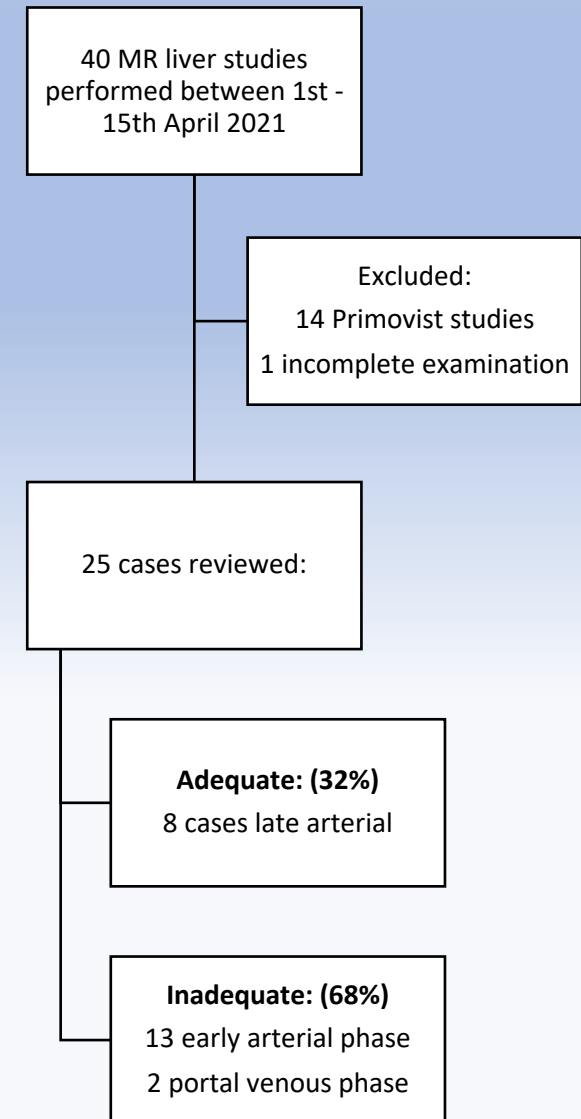 40 MR liver studies
performed between 1st -
15th April 2021
Excluded:
14 Primovist studies
1 incomplete examination
25 cases reviewed:
Adequate: (32%)
8 cases late arterial
Inadequate: (68%)
13 early arterial phase
2 portal venous phase